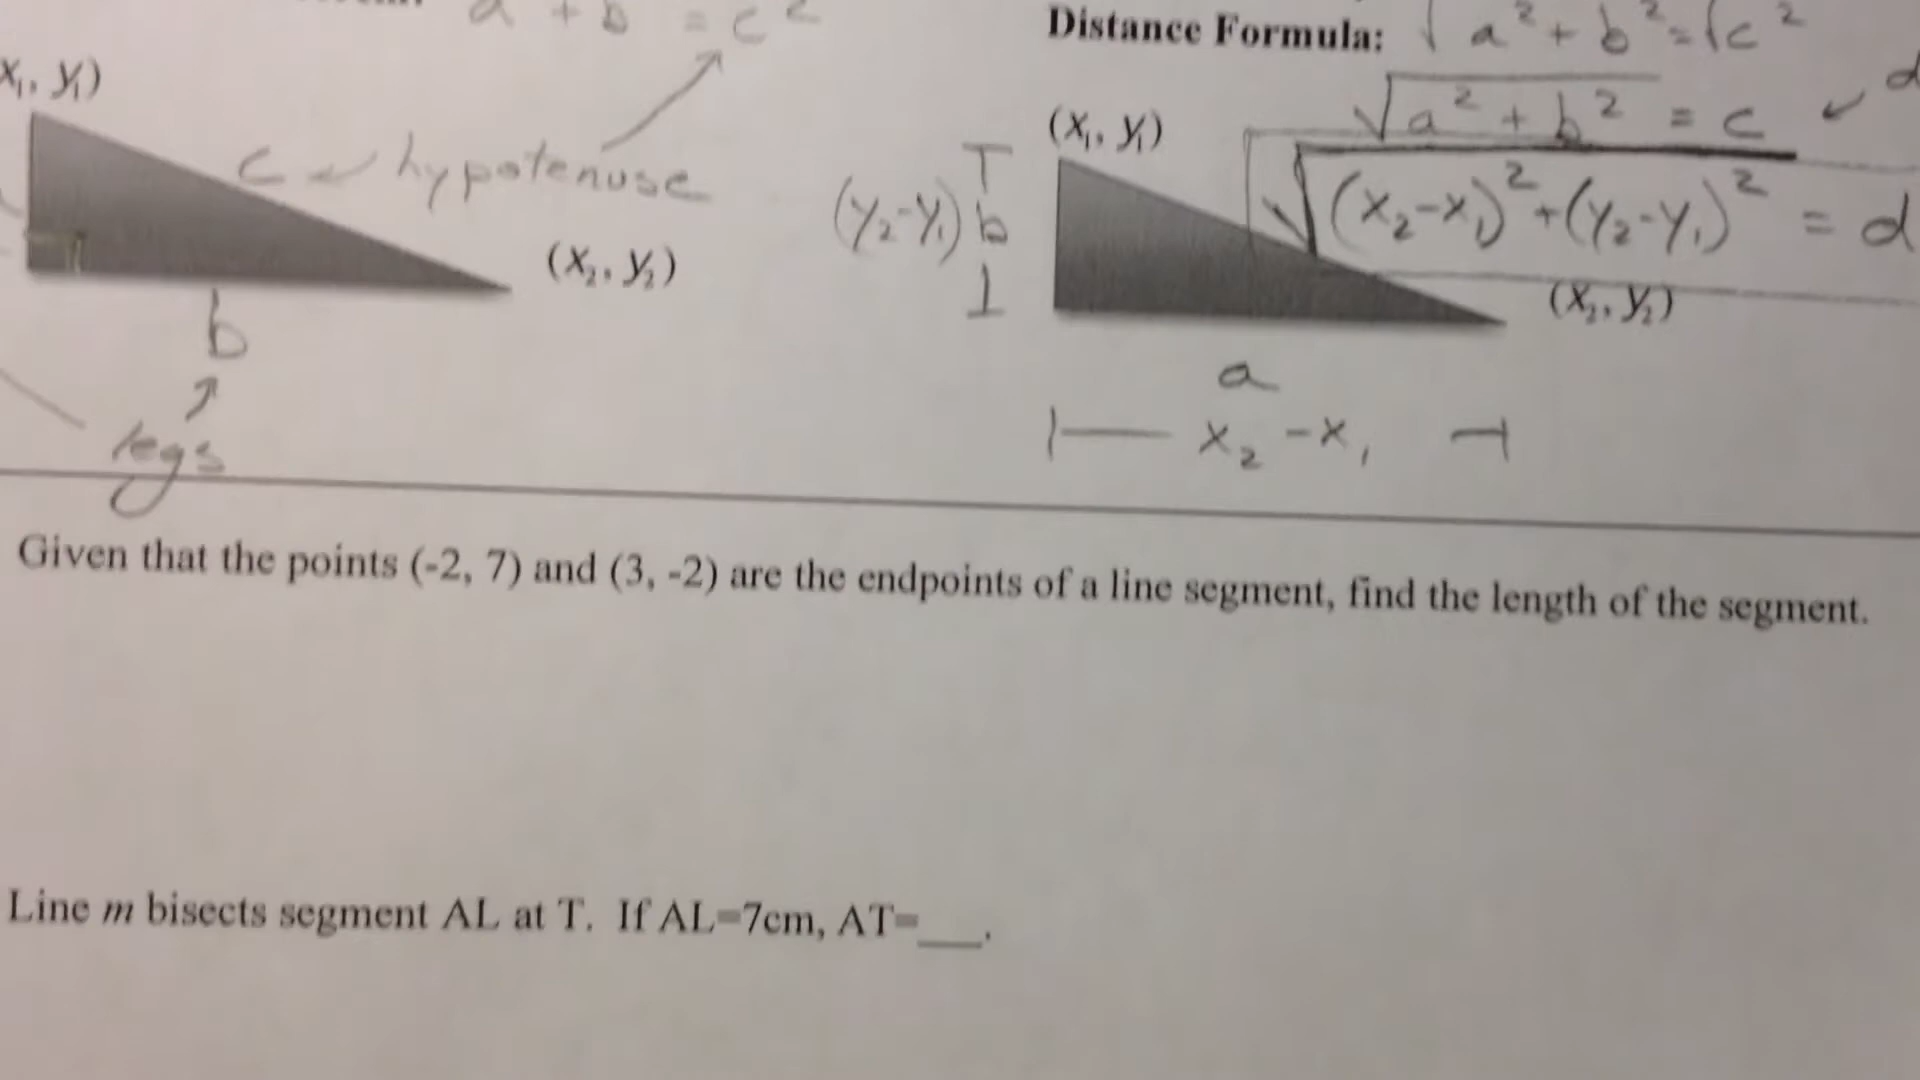 a + b = c²
Distance Formula: √a² + b² = √c²
√a² + b² = c ↙ d
(X₁, Y₁)
c ↙ hypotenuse
(X₂, Y₂)
b
legs
(X₁, Y₁)
(Y₂-Y₁) b
√(X₂-X₁)²+(Y₂-Y₁)² = d
(X₂, Y₂)
a
X₂ -X₁
Given that the points (-2, 7) and (3, -2) are the endpoints of a line segment, find the length of the segment.
Line m bisects segment AL at T. If AL=7cm, AT=___.